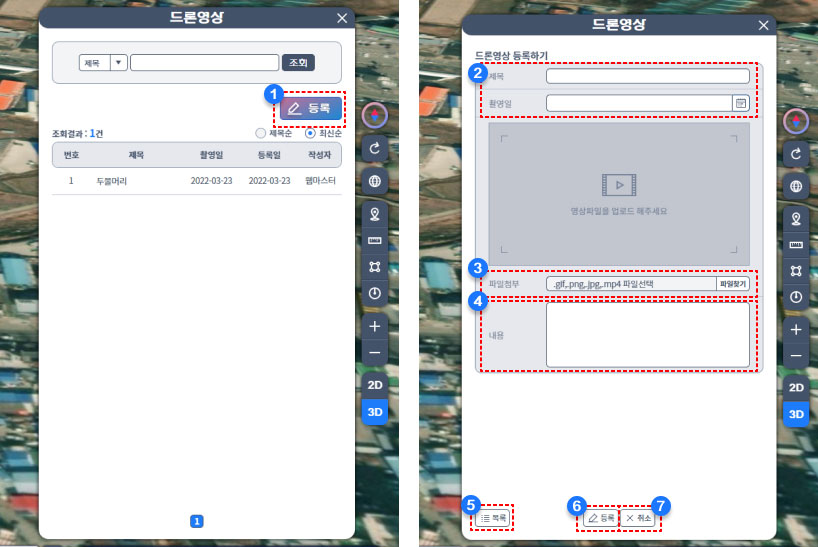 드론영상
제목
조회
1
등록
조회결과 : 1건
제목순 최신순
번호 제목 촬영일 등록일 작성자
1 두물머리 2022-03-23 2022-03-23 웹마스터
2D
3D
1
드론영상
드론영상 등록하기
2
제목
촬영일
영상파일을 업로드 해주세요.
3
파일첨부 .gif,.png,.jpg,.mp4 파일선택 파일찾기
4
내용
2D
3D
5 6 7
목록 등록 취소